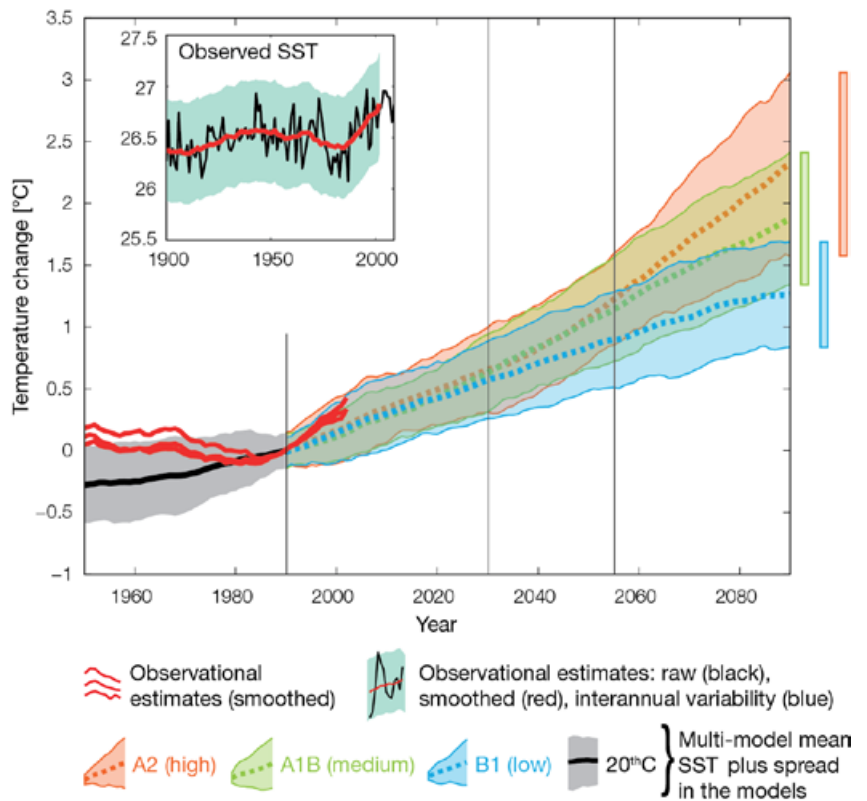 3.5
3
2.5
2
1.5
1
0.5
0
−0.5
−1
Temperature change [°C]
27.5
27
26.5
26
25.5
Observed SST
1900 1950 2000
1960 1980 2000 2020 2040 2060 2080
Year
Observational
estimates (smoothed)
Observational estimates: raw (black),
smoothed (red), interannual variability (blue)
A2 (high)
A1B (medium)
B1 (low)
20thC
Multi-model mean
SST plus spread
in the models